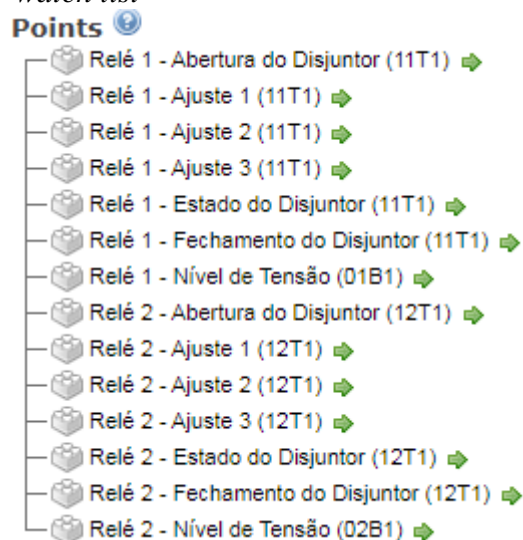 Watch list
Points
Relé 1 - Abertura do Disjuntor (11T1)
Relé 1 - Ajuste 1 (11T1)
Relé 1 - Ajuste 2 (11T1)
Relé 1 - Ajuste 3 (11T1)
Relé 1 - Estado do Disjuntor (11T1)
Relé 1 - Fechamento do Disjuntor (11T1)
Relé 1 - Nível de Tensão (01B1)
Relé 2 - Abertura do Disjuntor (12T1)
Relé 2 - Ajuste 1 (12T1)
Relé 2 - Ajuste 2 (12T1)
Relé 2 - Ajuste 3 (12T1)
Relé 2 - Estado do Disjuntor (12T1)
Relé 2 - Fechamento do Disjuntor (12T1)
Relé 2 - Nível de Tensão (02B1)